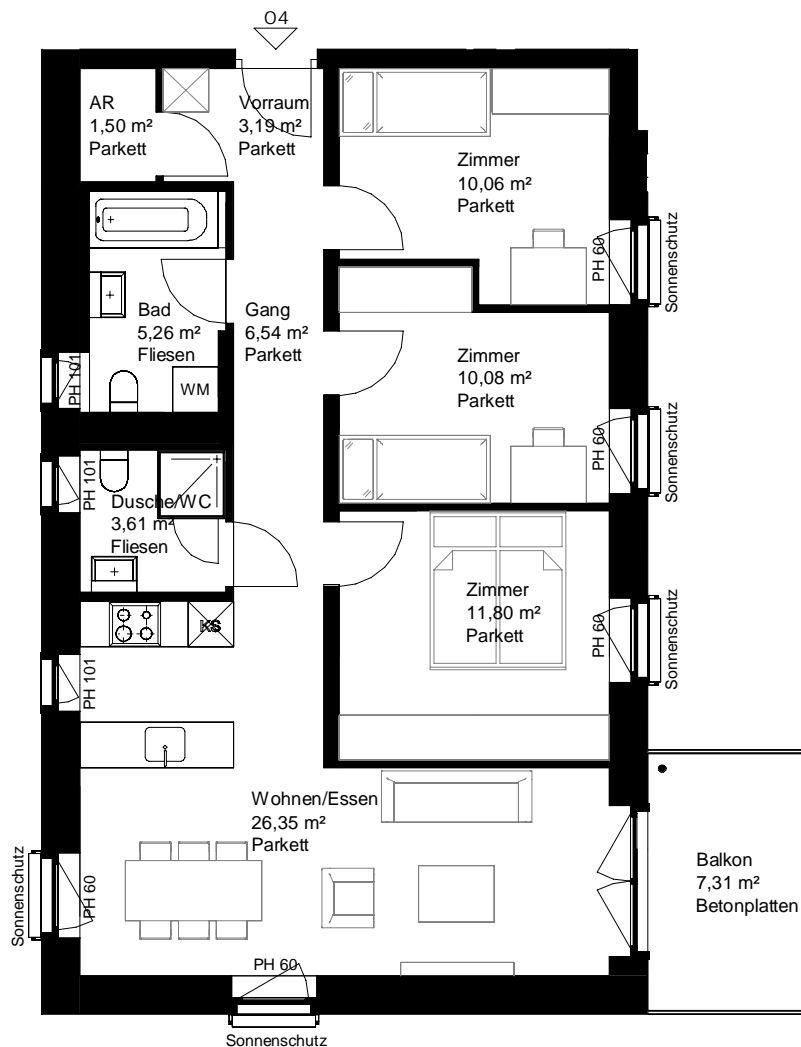 04
AR
1,50 m²
Parkett
Vorraum
3,19 m²
Parkett
Zimmer
10,06 m²
Parkett
PH 60
Sonnenschutz
Bad
5,26 m²
Fliesen
PH 101
WM
Gang
6,54 m²
Parkett
Zimmer
10,08 m²
Parkett
PH 60
Sonnenschutz
PH 101
Dusche/WC
3,61 m²
Fliesen
Zimmer
11,80 m²
Parkett
PH 60
Sonnenschutz
KS
PH 101
Wohnen/Essen
26,35 m²
Parkett
Balkon
7,31 m²
Betonplatten
Sonnenschutz
PH 60
PH 60
Sonnenschutz